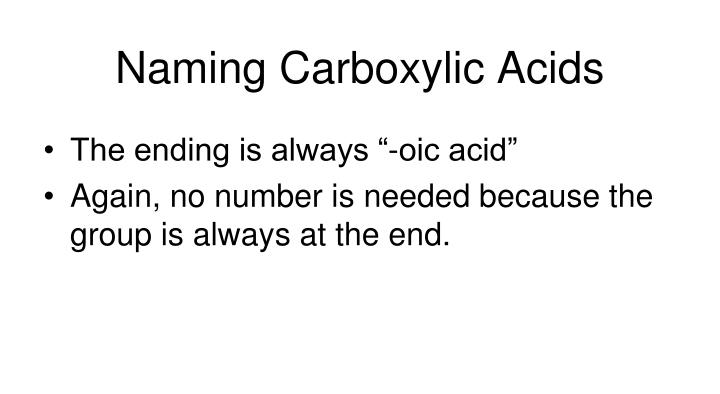 Naming Carboxylic Acids
• The ending is always “-oic acid”
• Again, no number is needed because the
group is always at the end.